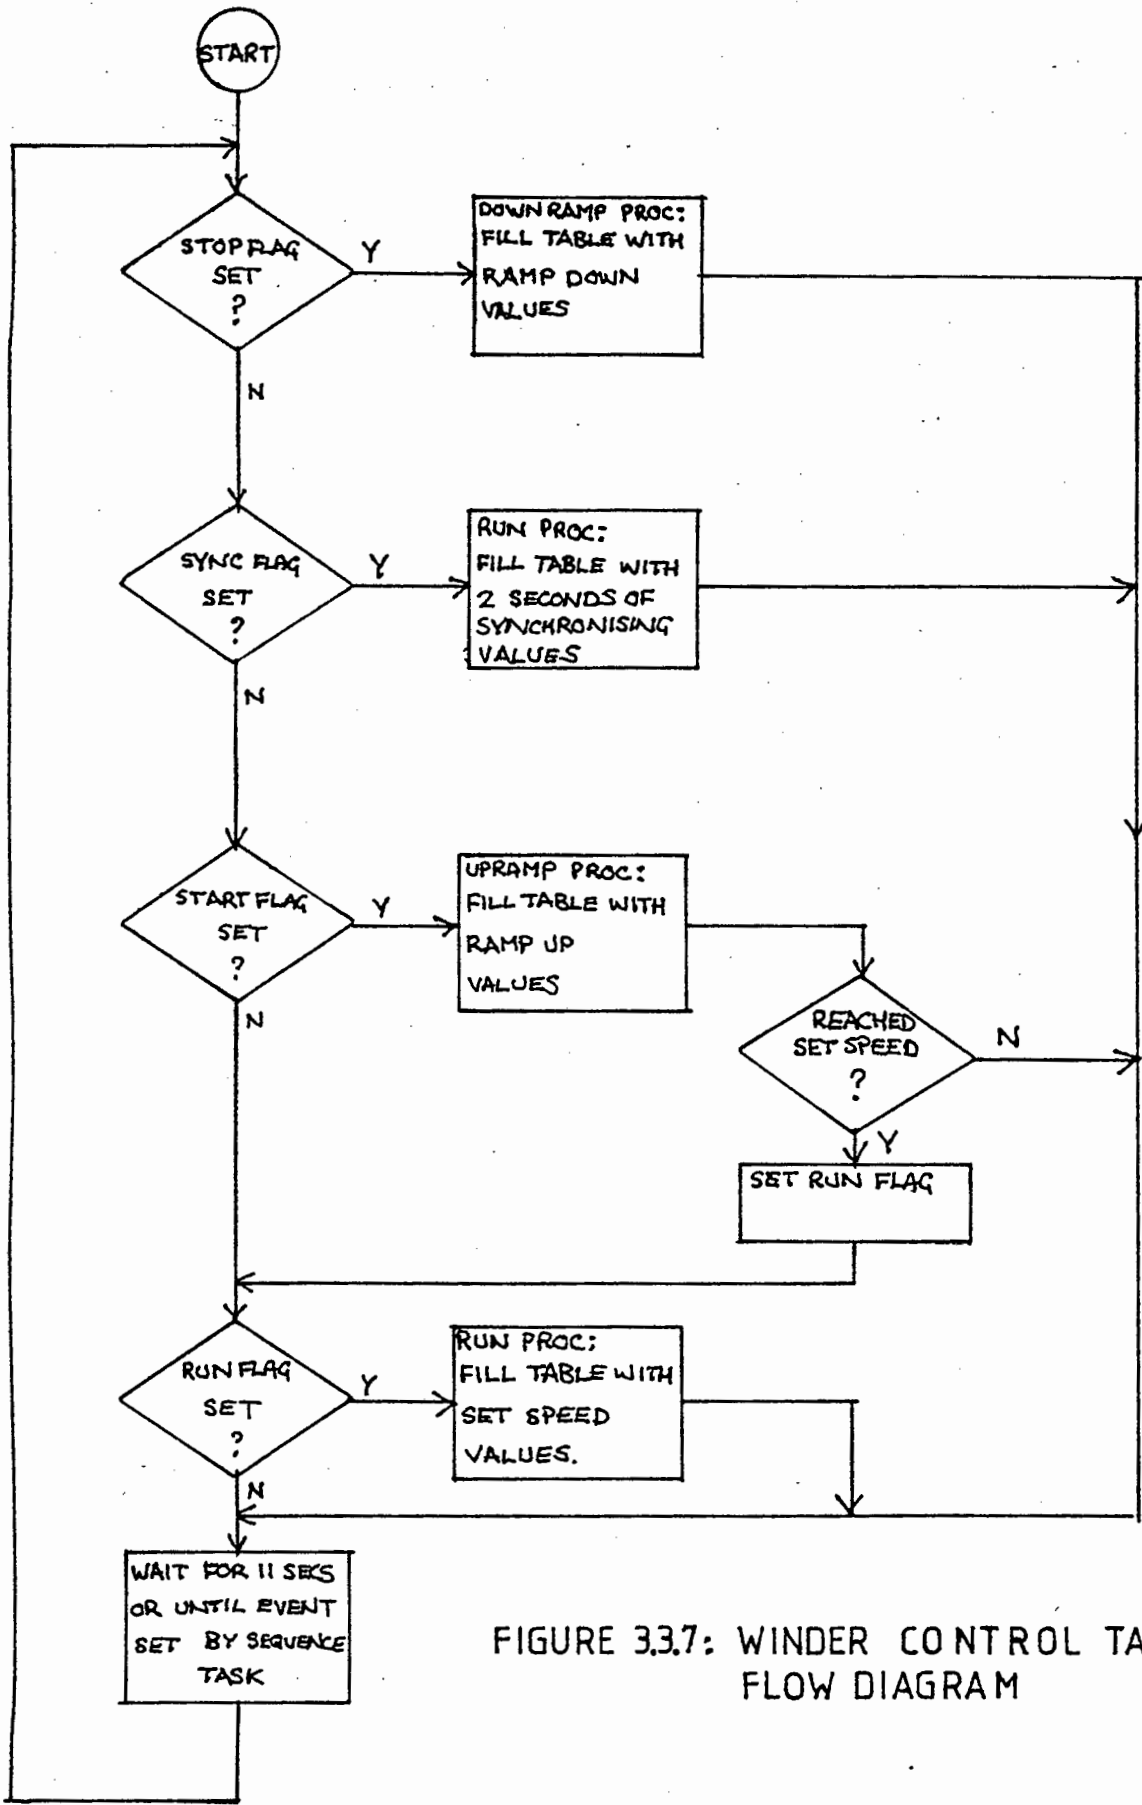 START
STOP FLAG
SET
?
Y
N
DOWN RAMP PROC:
FILL TABLE WITH
RAMP DOWN
VALUES
SYNC FLAG
SET
?
Y
N
RUN PROC:
FILL TABLE WITH
2 SECONDS OF
SYNCHRONISING
VALUES
START FLAG
SET
?
Y
N
UPRAMP PROC:
FILL TABLE WITH
RAMP UP
VALUES
REACHED
SET SPEED
?
N
Y
SET RUN FLAG
RUN FLAG
SET
?
Y
N
RUN PROC;
FILL TABLE WITH
SET SPEED
VALUES.
WAIT FOR 11 SECS
OR UNTIL EVENT
SET BY SEQUENCE
TASK
FIGURE 3.3.7: WINDER CONTROL TA
FLOW DIAGRAM